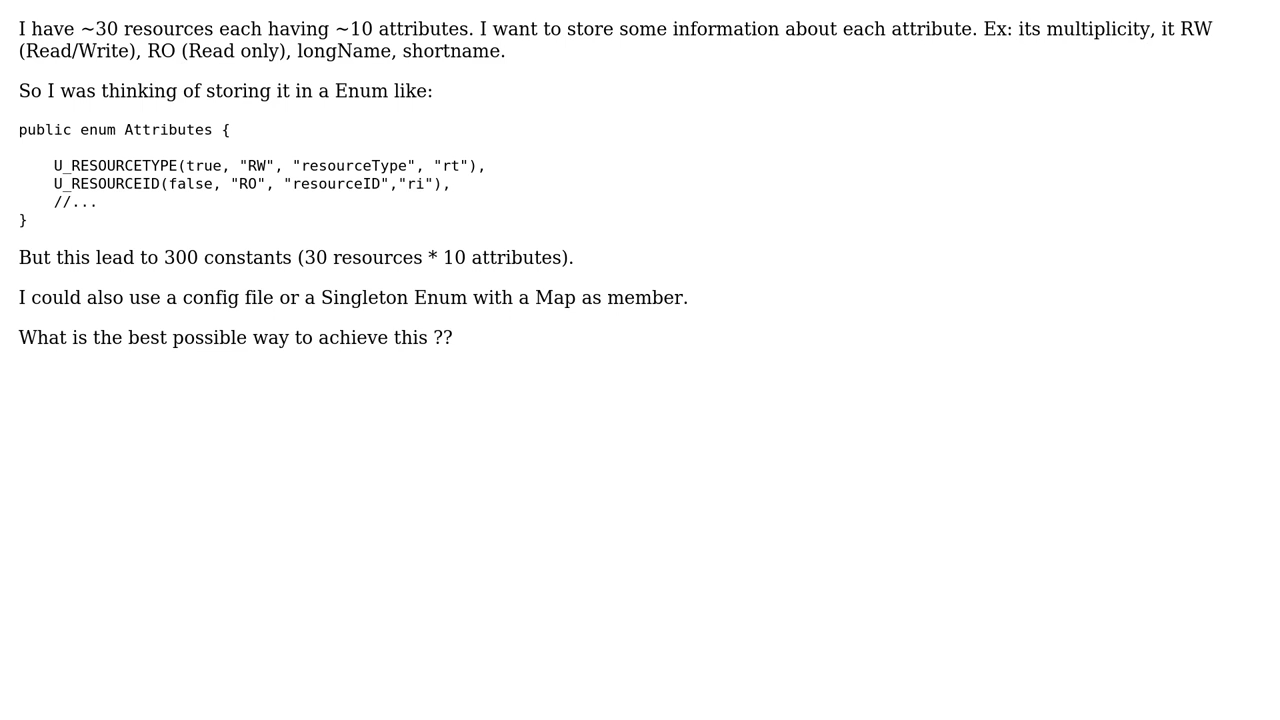 I have ~30 resources each having ~10 attributes. I want to store some information about each attribute. Ex: its multiplicity, it RW
(Read/Write), RO (Read only), longName, shortname.
So I was thinking of storing it in a Enum like:
public enum Attributes {
    U_RESOURCETYPE(true, "RW", "resourceType", "rt"),
    U_RESOURCEID(false, "RO", "resourceID","ri"),
    //...
}
But this lead to 300 constants (30 resources * 10 attributes).
I could also use a config file or a Singleton Enum with a Map as member.
What is the best possible way to achieve this ??